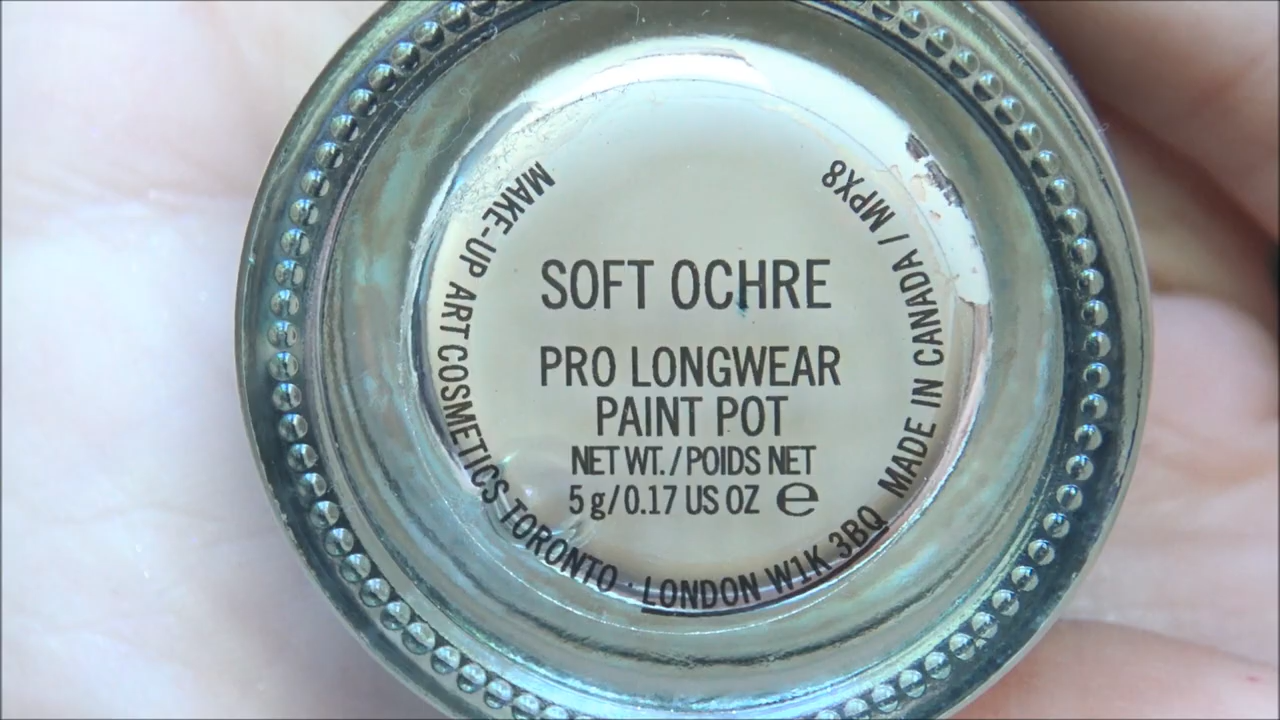 SOFT OCHRE
PRO LONGWEAR
PAINT POT
NET WT. / POIDS NET
5 g/0.17 US OZ e
MAKE-UP ART COSMETICS TORONTO · LONDON W1K 3BQ MADE IN CANADA / MPX8